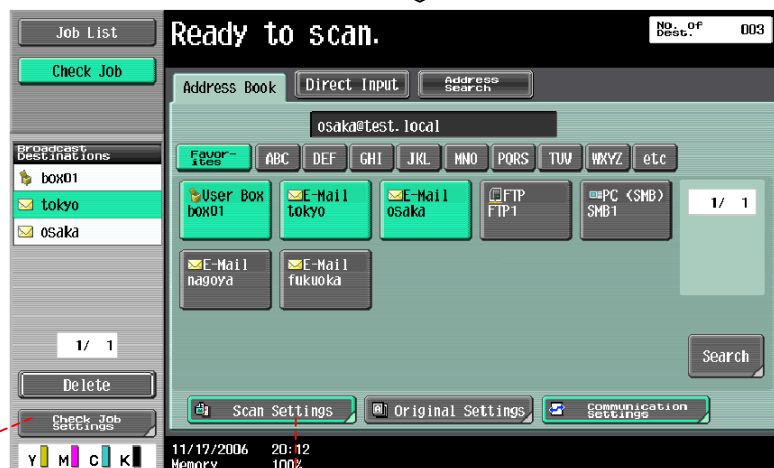 Job List
Check Job
Ready to scan.
No. of
Dest.
003
Address Book
Direct Input
Address
Search
osaka@test.local
Favor-
ites
ABC
DEF
GHI
JKL
MNO
PQRS
TUV
WXYZ
etc
Broadcast
Destinations
box01
tokyo
osaka
User Box
box01
E-Mail
tokyo
E-Mail
osaka
FTP
FTP1
PC (SMB)
SMB1
1/ 1
E-Mail
nagoya
E-Mail
fukuoka
1/ 1
Search
Delete
Check Job
Settings
Scan Settings
Original Settings
Communication
Settings
Y M C K
11/17/2006 20:12
Memory 100%